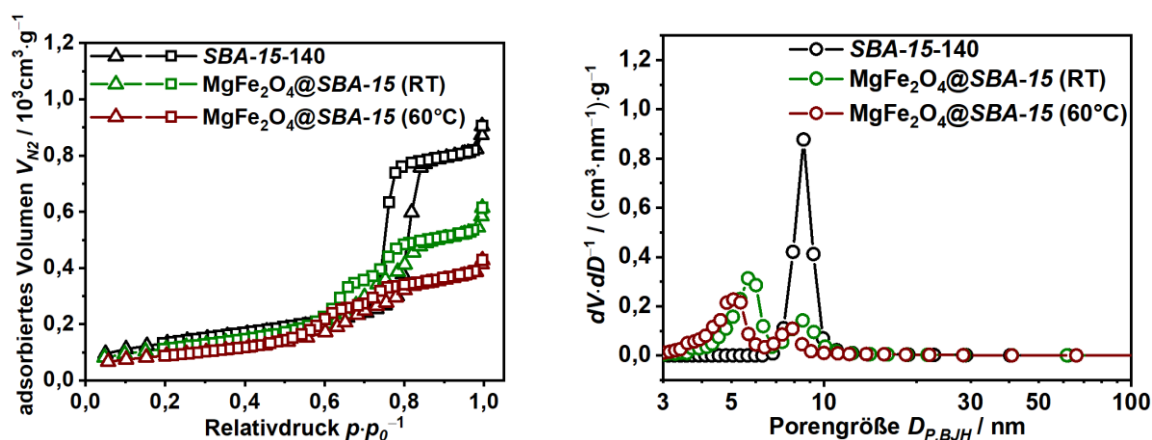 adsorbiertes Volumen V_N2 / 10³cm³·g⁻¹
1,2
1,0
0,8
0,6
0,4
0,2
0,0
0,0 0,2 0,4 0,6 0,8 1,0
Relativdruck p·p₀⁻¹
SBA-15-140
MgFe₂O₄@SBA-15 (RT)
MgFe₂O₄@SBA-15 (60°C)
dV·dD⁻¹ / (cm³·nm⁻¹)·g⁻¹
1,2
1,0
0,8
0,6
0,4
0,2
0,0
3 5 10 100
Porengröße D_P,BJH / nm
SBA-15-140
MgFe₂O₄@SBA-15 (RT)
MgFe₂O₄@SBA-15 (60°C)